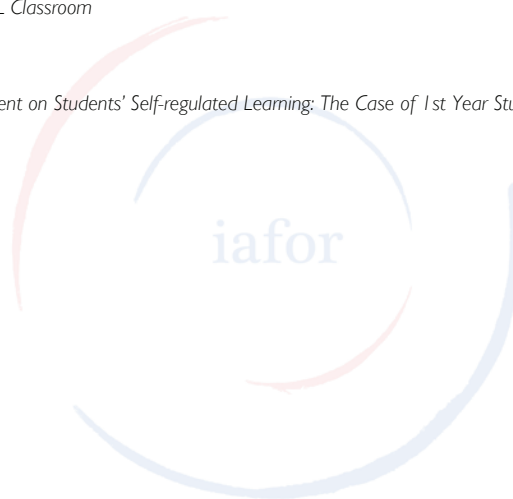 Classroom
ent on Students' Self-regulated Learning: The Case of 1st Year Stu
iafor